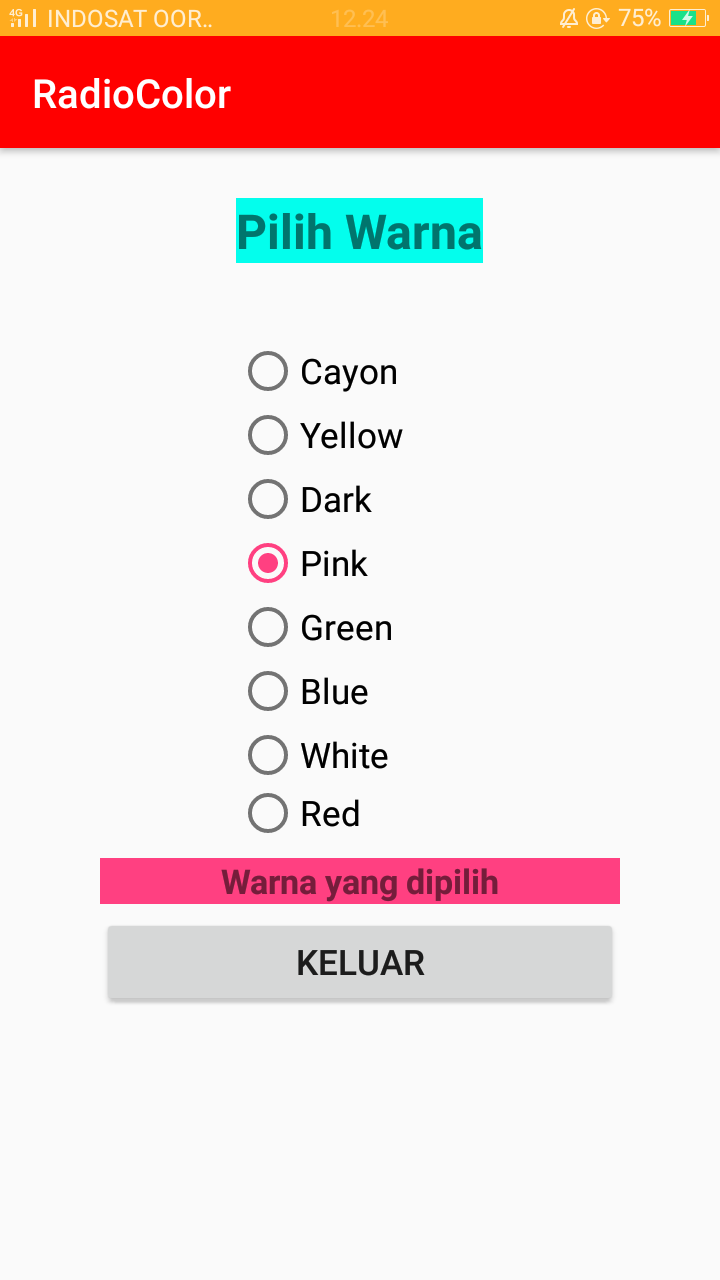 4G INDOSAT OOR.. 12.24 75%
RadioColor
Pilih Warna
Cayon
Yellow
Dark
Pink
Green
Blue
White
Red
Warna yang dipilih
KELUAR